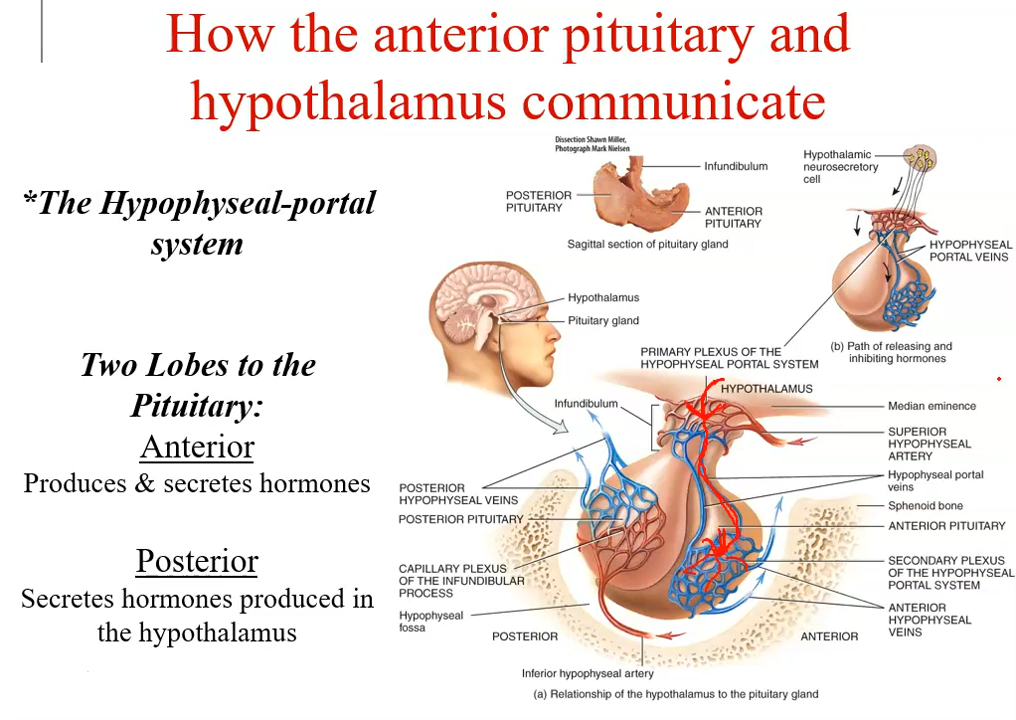 How the anterior pituitary and
hypothalamus communicate
*The Hypophyseal-portal
system
Two Lobes to the
Pituitary:
Anterior
Produces & secretes hormones
Posterior
Secretes hormones produced in
the hypothalamus
Dissection Shawn Miller,
Photograph Mark Nielsen
Infundibulum
POSTERIOR
PITUITARY
ANTERIOR
PITUITARY
Sagittal section of pituitary gland
Hypothalamic
neurosecretory
cell
HYPOPHYSEAL
PORTAL VEINS
(b) Path of releasing and
inhibiting hormones
Hypothalamus
Pituitary gland
PRIMARY PLEXUS OF THE
HYPOPHYSEAL PORTAL SYSTEM
HYPOTHALAMUS
Infundibulum
Median eminence
SUPERIOR
HYPOPHYSEAL
ARTERY
Hypophyseal portal
veins
Sphenoid bone
ANTERIOR PITUITARY
SECONDARY PLEXUS
OF THE HYPOPHYSEAL
PORTAL SYSTEM
ANTERIOR
HYPOPHYSEAL
VEINS
POSTERIOR
HYPOPHYSEAL VEINS
POSTERIOR PITUITARY
CAPILLARY PLEXUS
OF THE INFUNDIBULAR
PROCESS
Hypophyseal
fossa
POSTERIOR
ANTERIOR
Inferior hypophyseal artery
(a) Relationship of the hypothalamus to the pituitary gland